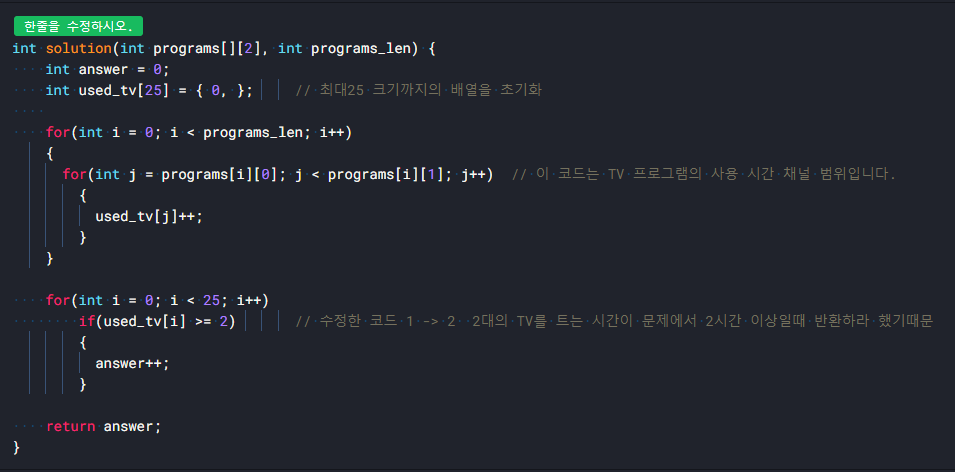 한줄을 수정하시오.
int solution(int programs[][2], int programs_len) {
int answer = 0;
int used_tv[25] = { 0, }; // 최대25 크기까지의 배열을 초기화
for(int i = 0; i < programs_len; i++)
{
for(int j = programs[i][0]; j < programs[i][1]; j++) // 이 코드는 TV 프로그램의 사용 시간 채널 범위입니다.
{
used_tv[j]++;
}
}
for(int i = 0; i < 25; i++)
if(used_tv[i] >= 2) // 수정한 코드 1 -> 2 2대의 TV를 트는 시간이 문제에서 2시간 이상일때 반환하라 했기때문
{
answer++;
}
return answer;
}